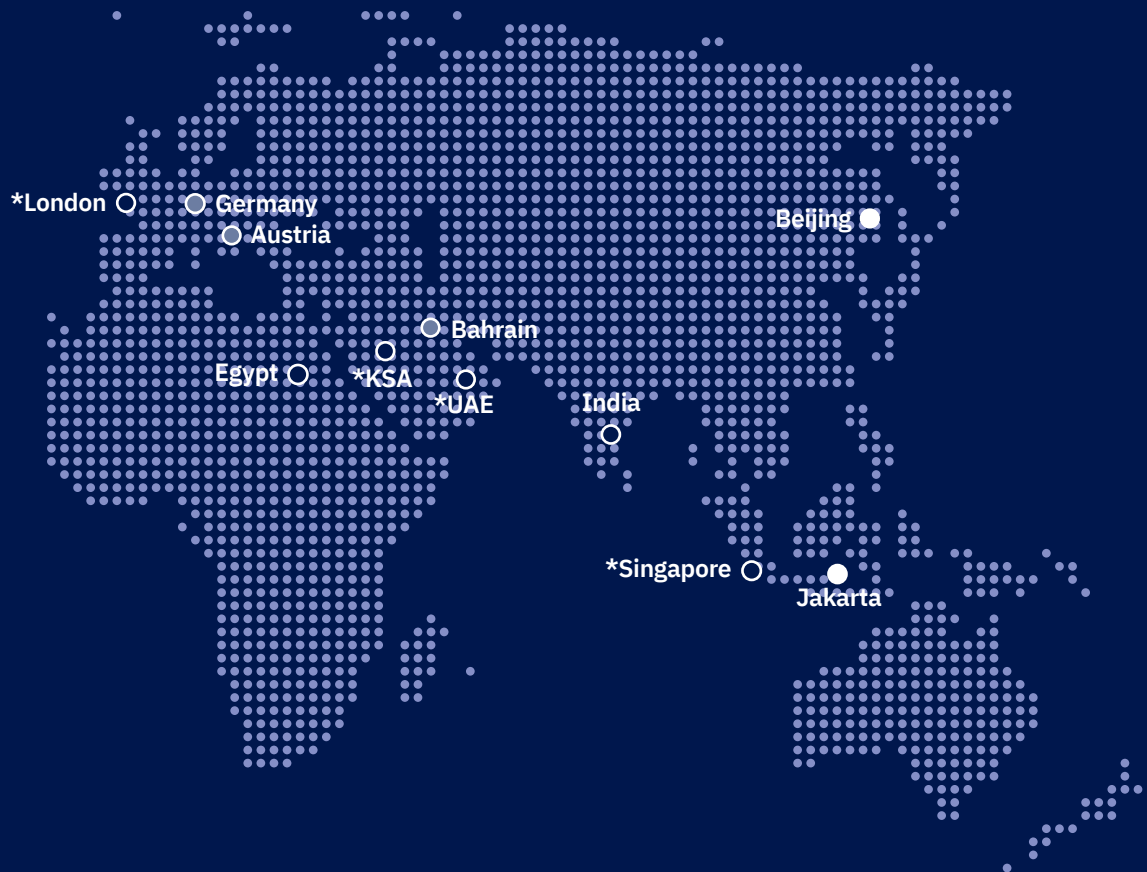 *London
Germany
Beijing
Austria
Bahrain
Egypt
*KSA
*UAE
India
*Singapore
Jakarta